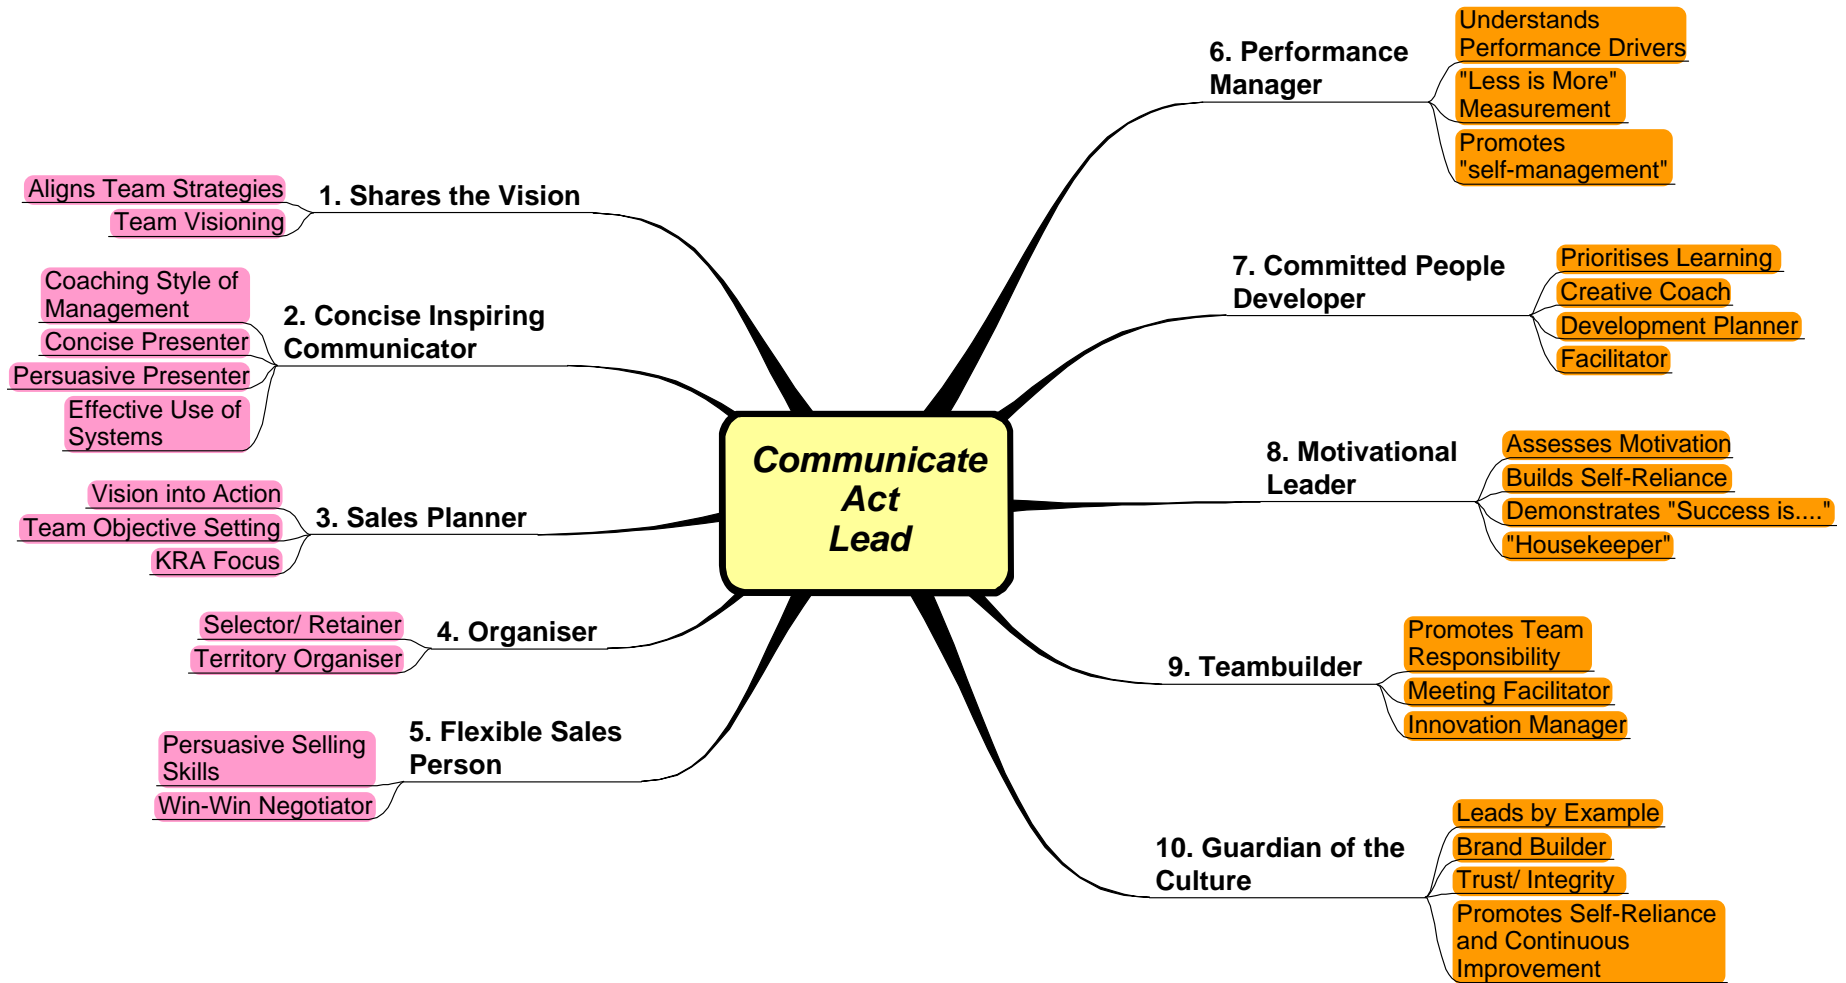 Communicate
Act
Lead
1. Shares the Vision
Aligns Team Strategies
Team Visioning
2. Concise Inspiring
Communicator
Coaching Style of
Management
Concise Presenter
Persuasive Presenter
Effective Use of
Systems
3. Sales Planner
Vision into Action
Team Objective Setting
KRA Focus
4. Organiser
Selector/ Retainer
Territory Organiser
5. Flexible Sales
Person
Persuasive Selling
Skills
Win-Win Negotiator
6. Performance
Manager
Understands
Performance Drivers
"Less is More"
Measurement
Promotes
"self-management"
7. Committed People
Developer
Prioritises Learning
Creative Coach
Development Planner
Facilitator
8. Motivational
Leader
Assesses Motivation
Builds Self-Reliance
Demonstrates "Success is...."
"Housekeeper"
9. Teambuilder
Promotes Team
Responsibility
Meeting Facilitator
Innovation Manager
10. Guardian of the
Culture
Leads by Example
Brand Builder
Trust/ Integrity
Promotes Self-Reliance
and Continuous
Improvement